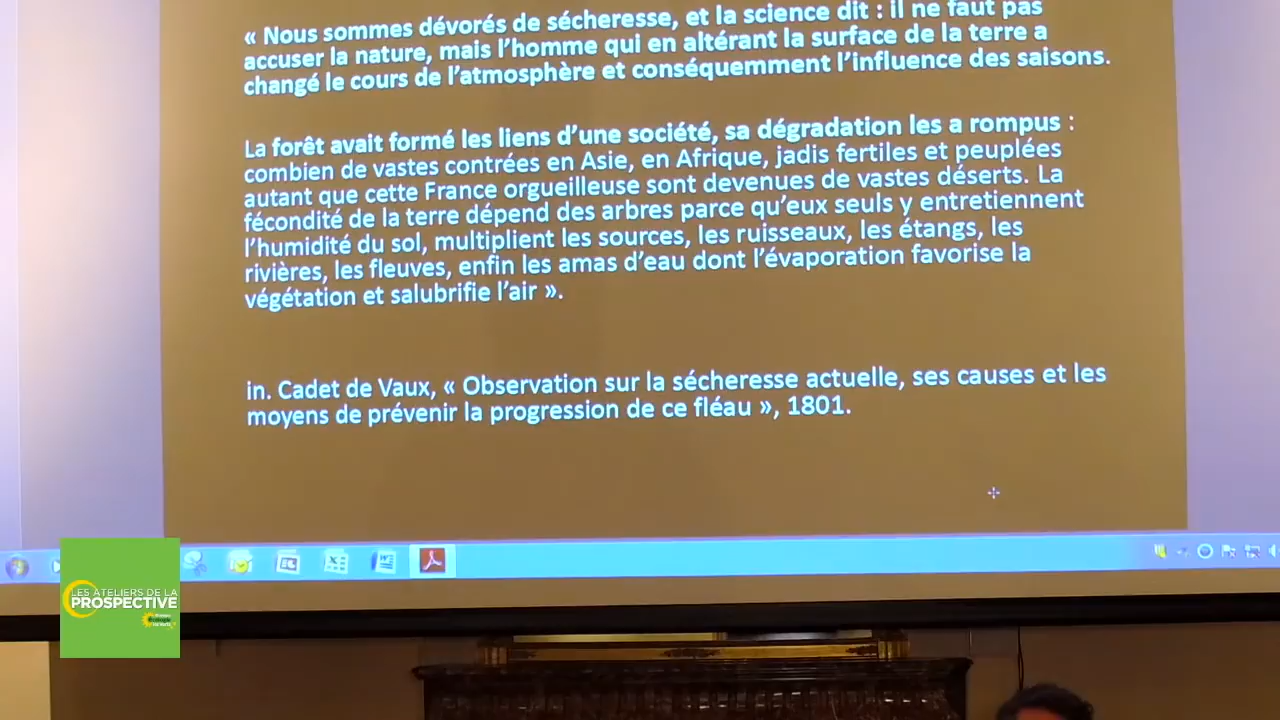 « Nous sommes dévorés de sécheresse, et la science dit : il ne faut pas
accuser la nature, mais l’homme qui en altérant la surface de la terre a
changé le cours de l’atmosphère et conséquemment l’influence des saisons.
La forêt avait formé les liens d’une société, sa dégradation les a rompus :
combien de vastes contrées en Asie, en Afrique, jadis fertiles et peuplées
autant que cette France orgueilleuse sont devenues de vastes déserts. La
fécondité de la terre dépend des arbres parce qu’eux seuls y entretiennent
l’humidité du sol, multiplient les sources, les ruisseaux, les étangs, les
rivières, les fleuves, enfin les amas d’eau dont l’évaporation favorise la
végétation et salubrifie l’air ».
in. Cadet de Vaux, « Observation sur la sécheresse actuelle, ses causes et les
moyens de prévenir la progression de ce fléau », 1801.
LES ATELIERS DE LA
PROSPECTIVE